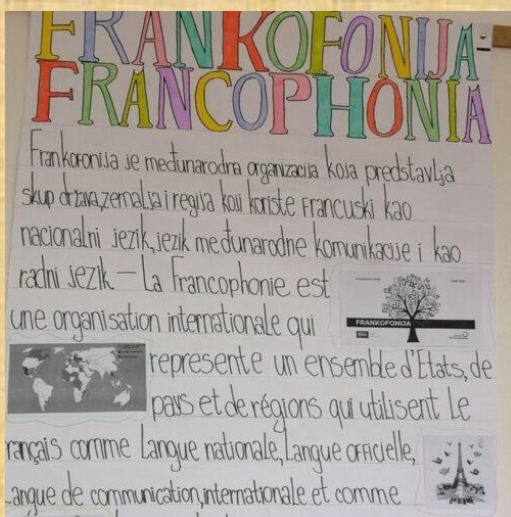 FRANKOFONIJA-
FRANCOPHONIA
Frankofonija je međunarodna organizacija koja predstavlja
skup država, zemalja i regija koji koriste francuski kao
nacionalni jezik, jezik međunarodne komunikacije i kao
radni jezik — La Francophonie est
une organisation internationale qui
FRANKOFONIJA
represente un ensemble d'Etats, de
pays et de régions qui utilisent le
rançais comme langue nationale, langue officielle,
angue de communication, internationale et comme